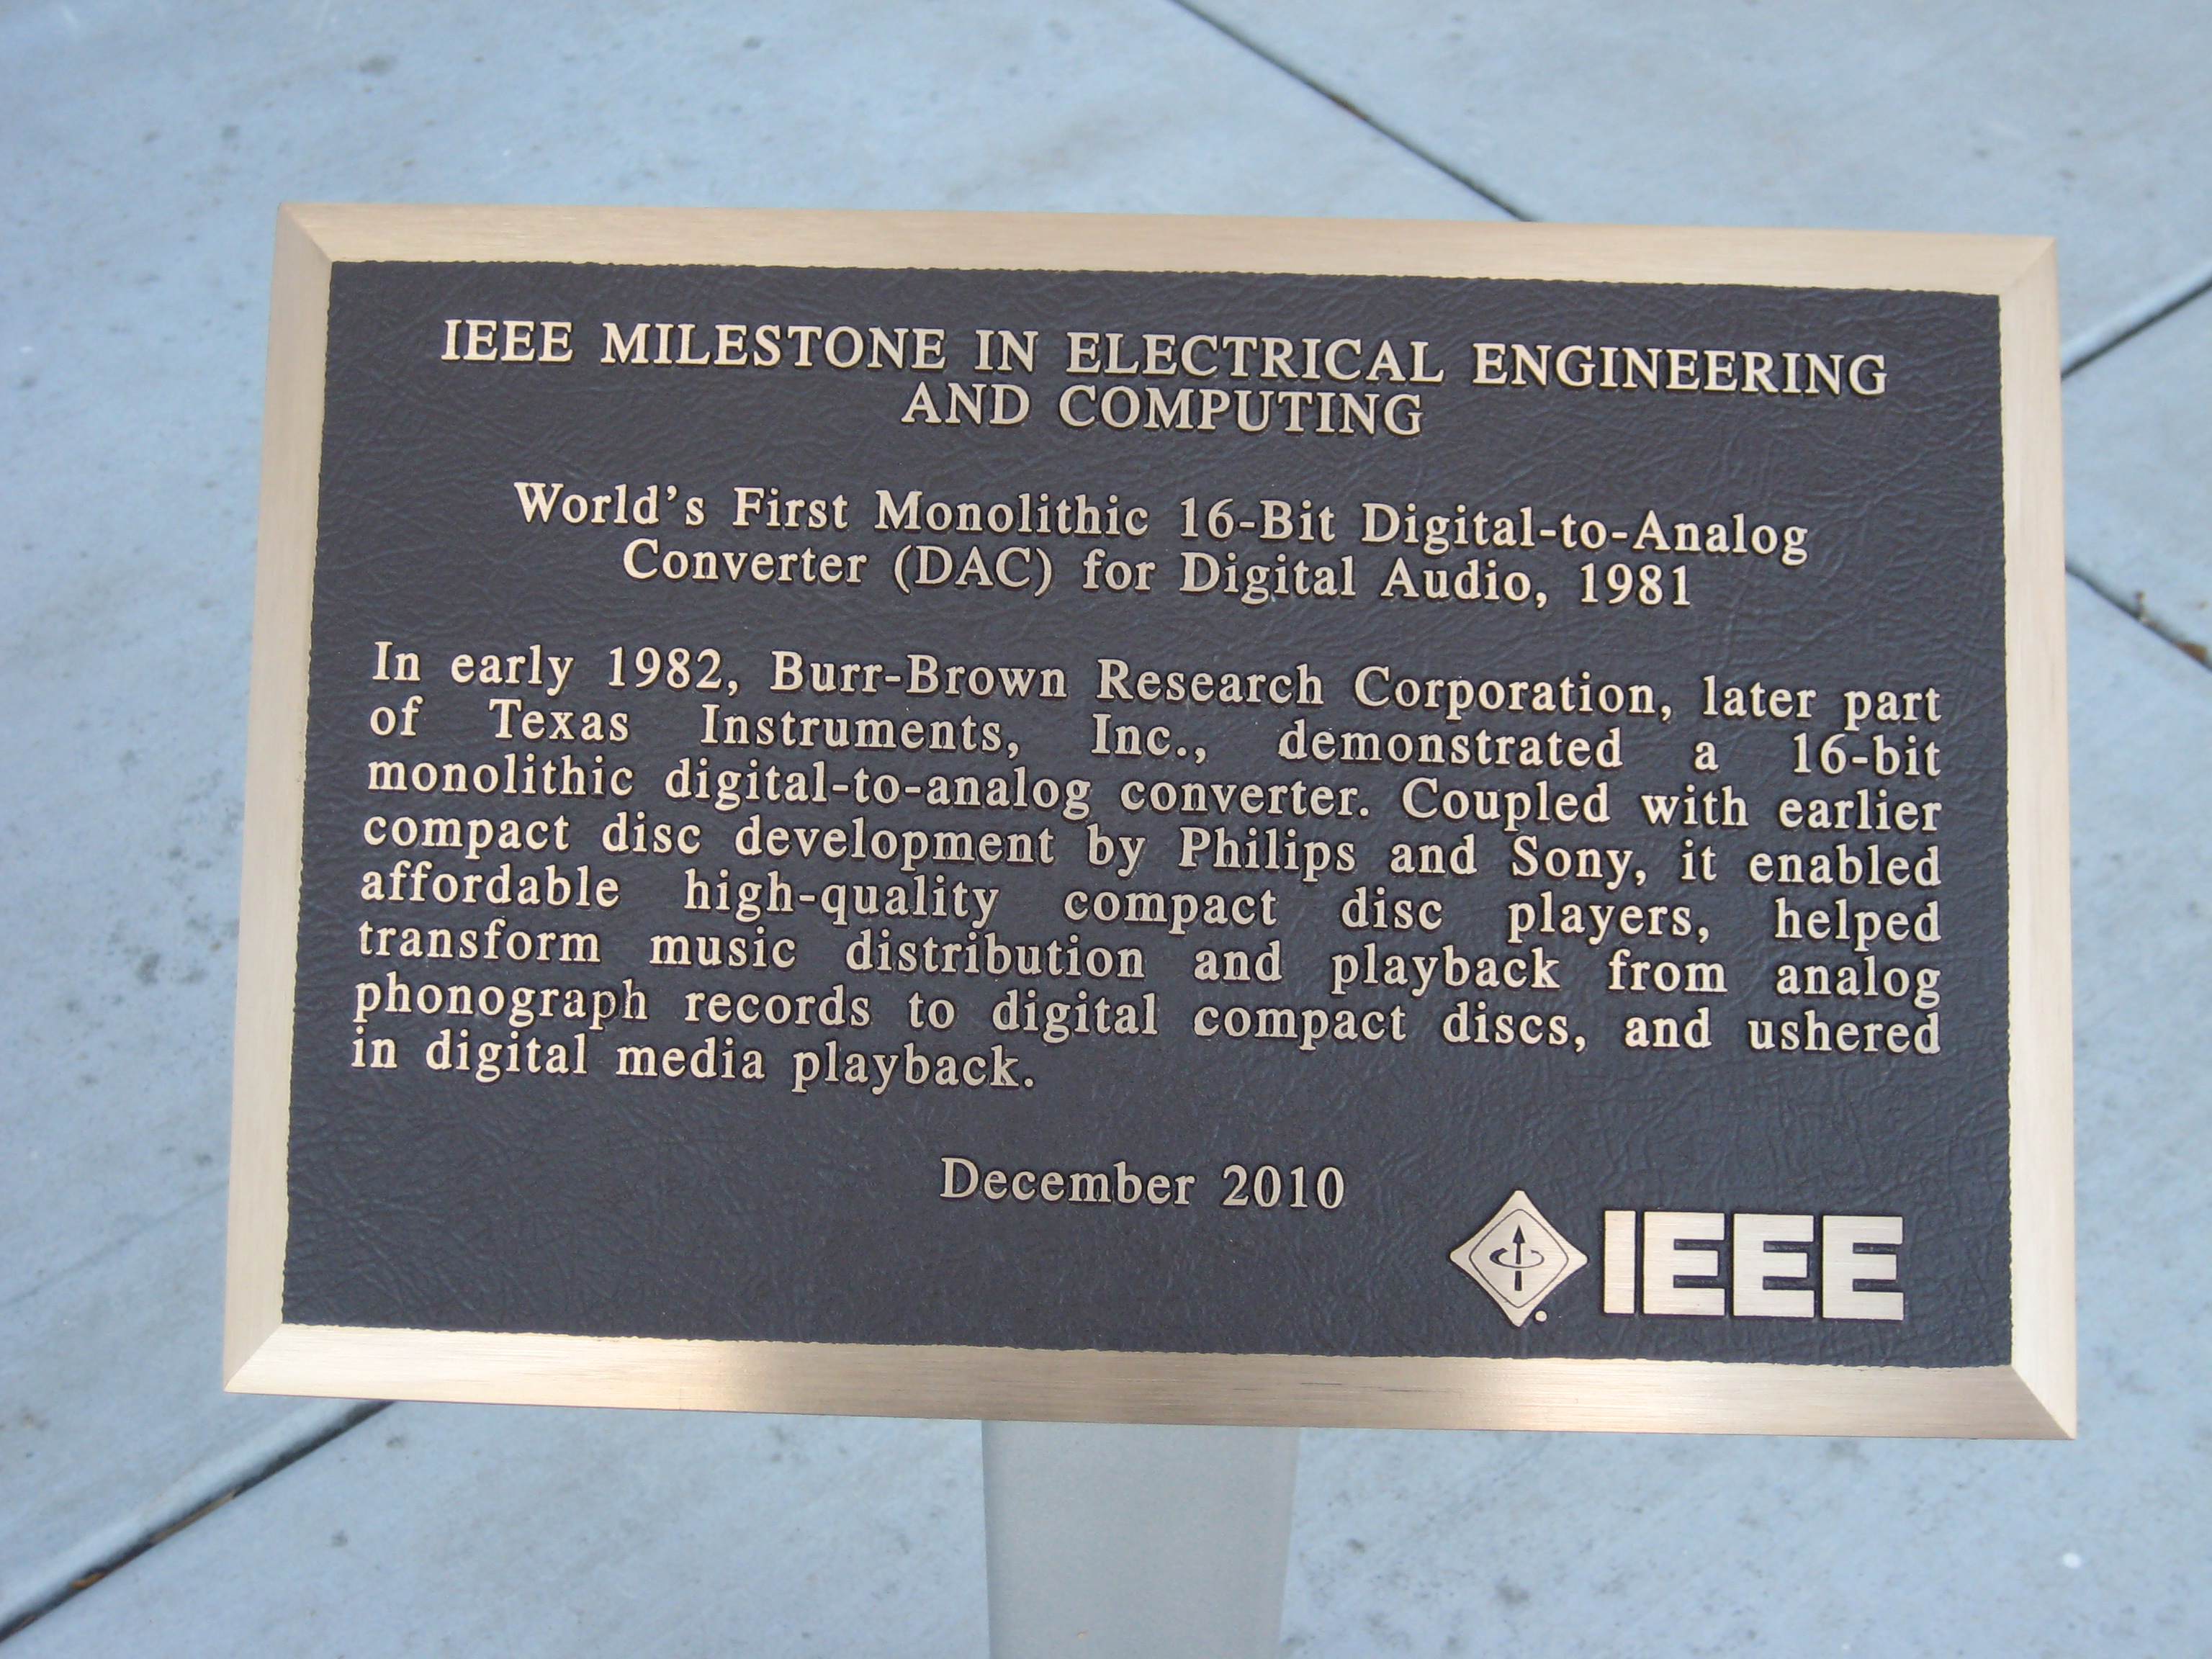 IEEE MILESTONE IN ELECTRICAL ENGINEERING
AND COMPUTING
World's First Monolithic 16-Bit Digital-to-Analog
Converter (DAC) for Digital Audio, 1981
In early 1982, Burr-Brown Research Corporation, later part
of Texas Instruments, Inc., demonstrated a 16-bit
monolithic digital-to-analog converter. Coupled with earlier
compact disc development by Philips and Sony, it enabled
affordable high-quality compact disc players, helped
transform music distribution and playback from analog
phonograph records to digital compact discs, and ushered
in digital media playback.
December 2010
IEEE